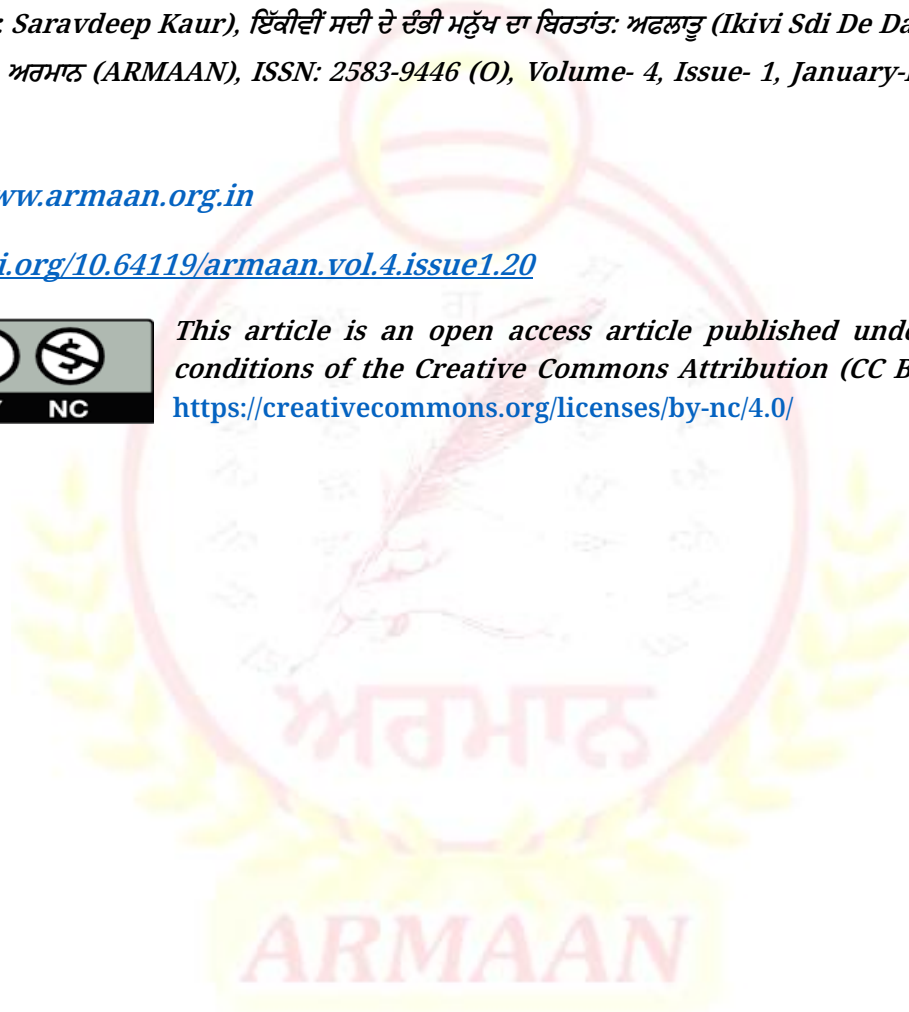 : Saravdeep Kaur), ਇੱਕੀਵੀਂ ਸਦੀ ਦੇ ਦੰਭੀ ਮਨੁੱਖ ਦਾ ਬਿਰਤਾਂਤ: ਅਫਲਾਤੂ (Ikivi Sdi De Da
ਅਰਮਾਨ (ARMAAN), ISSN: 2583-9446 (O), Volume- 4, Issue- 1, January-
ww.armaan.org.in
i.org/10.64119/armaan.vol.4.issue1.20
This article is an open access article published unde
conditions of the Creative Commons Attribution (CC B
NC
https://creativecommons.org/licenses/by-nc/4.0/
ਅਰਮਾਨ
ARMAAN